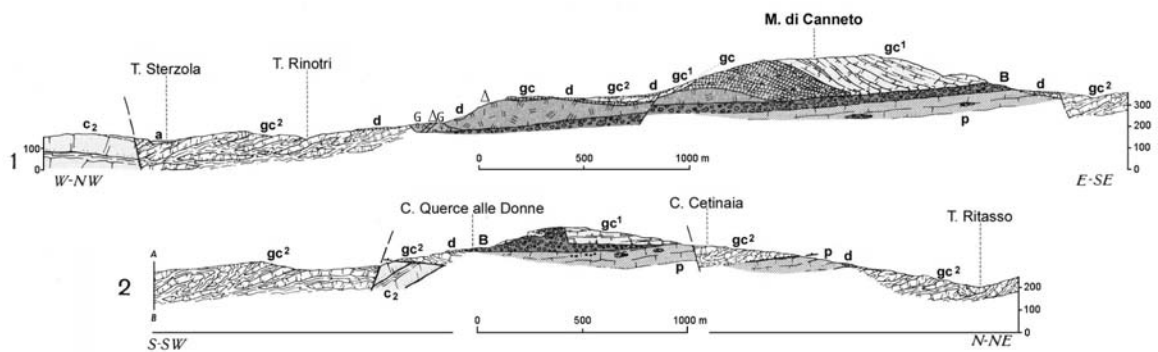 M. di Canneto
gc gc¹
T. Sterzola T. Rinotri
Δ gc d gc² d gc¹ B d gc²
c₂ a gc² d G ΔG d p
300
200
100
0
100
0
1
0 500 1000 m
W-NW E-SE
C. Querce alle Donne C. Cetinaia T. Ritasso
gc¹
A gc² gc² d B gc² p d gc²
2 c₂ p
B
200
100
0
0 500 1000 m
S-SW N-NE